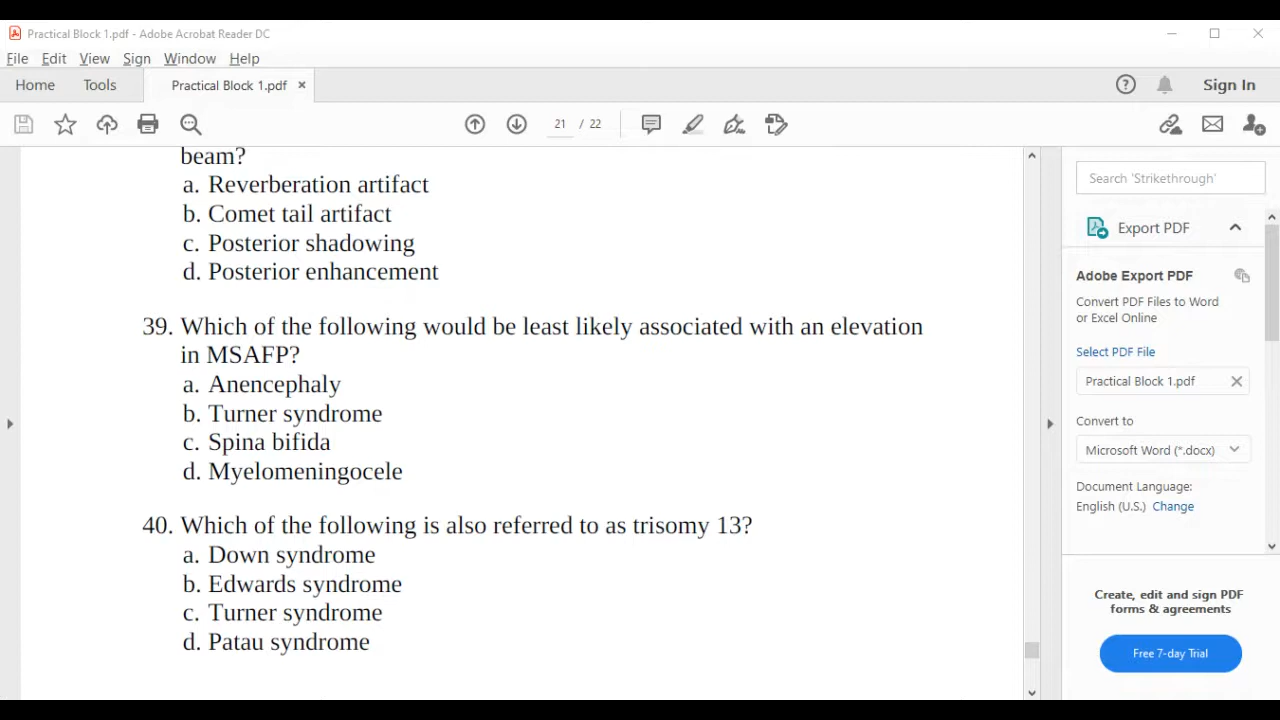 Practical Block 1.pdf - Adobe Acrobat Reader DC
File Edit View Sign Window Help
Home Tools Practical Block 1.pdf × Sign In
21 / 22
beam?
a. Reverberation artifact
b. Comet tail artifact
c. Posterior shadowing
d. Posterior enhancement
39. Which of the following would be least likely associated with an elevation
in MSAFP?
a. Anencephaly
b. Turner syndrome
c. Spina bifida
d. Myelomeningocele
40. Which of the following is also referred to as trisomy 13?
a. Down syndrome
b. Edwards syndrome
c. Turner syndrome
d. Patau syndrome
Search 'Strikethrough'
Export PDF
Adobe Export PDF
Convert PDF Files to Word
or Excel Online
Select PDF File
Practical Block 1.pdf
Convert to
Microsoft Word (*.docx)
Document Language:
English (U.S.) Change
Create, edit and sign PDF
forms & agreements
Free 7-day Trial